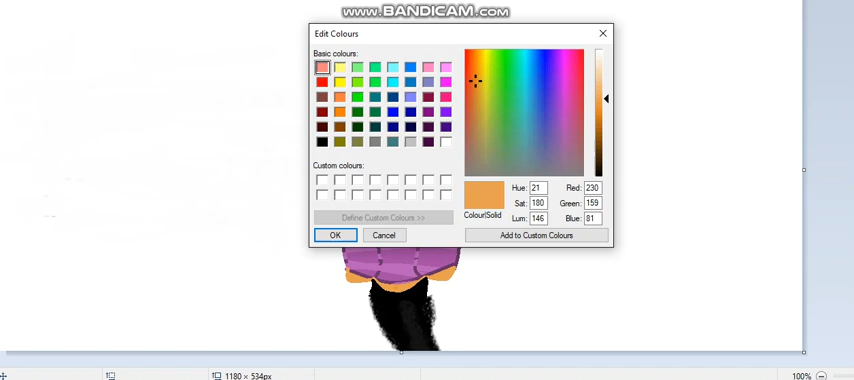 www.BANDICAM.com
Edit Colours
Basic colours:
Custom colours:
Define Custom Colours >>
OK Cancel
Colour|Solid
Hue: 21 Red: 230
Sat: 180 Green: 159
Lum: 146 Blue: 81
Add to Custom Colours
1180 × 534px 100%